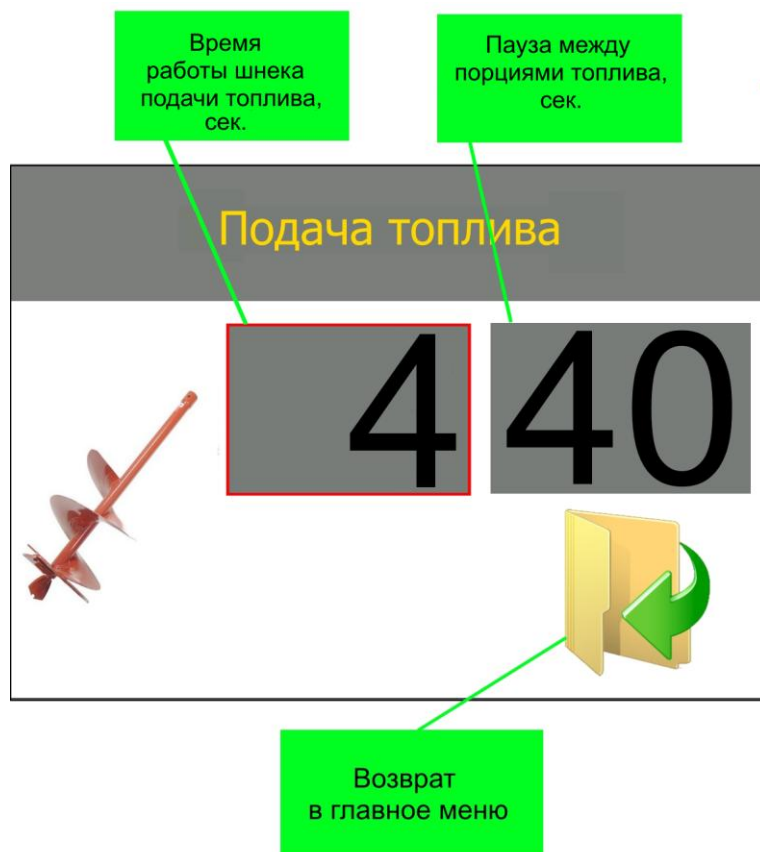 Время
работы шнека
подачи топлива,
сек.
Пауза между
порциями топлива,
сек.
Подача топлива
4
40
Возврат
в главное меню